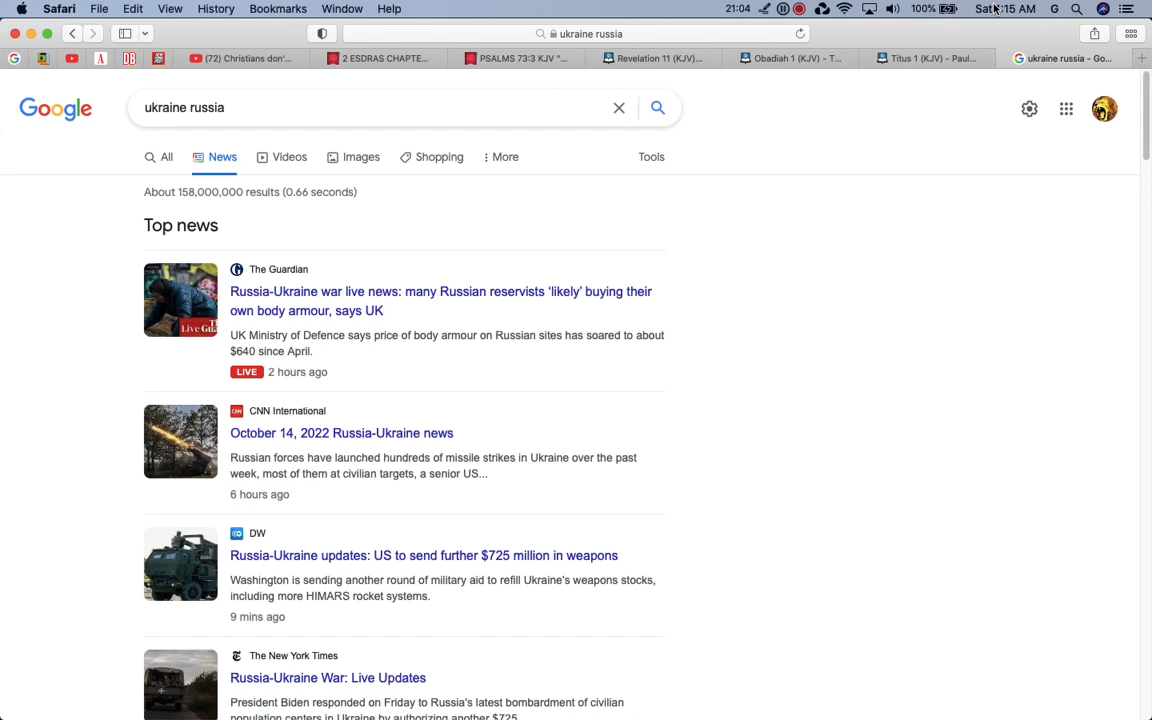 Safari File Edit View History Bookmarks Window Help 21:04 100% Sat :15 AM G
ukraine russia
(72) Christians don'... 2 ESDRAS CHAPTE... PSALMS 73:3 KJV "... Revelation 11 (KJV)... Obadiah 1 (KJV) - T... Titus 1 (KJV) - Paul... ukraine russia - Go...
Google ukraine russia
All News Videos Images Shopping More Tools
About 158,000,000 results (0.66 seconds)
Top news
The Guardian
Russia-Ukraine war live news: many Russian reservists ‘likely’ buying their
own body armour, says UK
UK Ministry of Defence says price of body armour on Russian sites has soared to about
$640 since April.
LIVE 2 hours ago
CNN International
October 14, 2022 Russia-Ukraine news
Russian forces have launched hundreds of missile strikes in Ukraine over the past
week, most of them at civilian targets, a senior US...
6 hours ago
DW
Russia-Ukraine updates: US to send further $725 million in weapons
Washington is sending another round of military aid to refill Ukraine's weapons stocks,
including more HIMARS rocket systems.
9 mins ago
The New York Times
Russia-Ukraine War: Live Updates
President Biden responded on Friday to Russia's latest bombardment of civilian
population centers in Ukraine by authorizing another $725